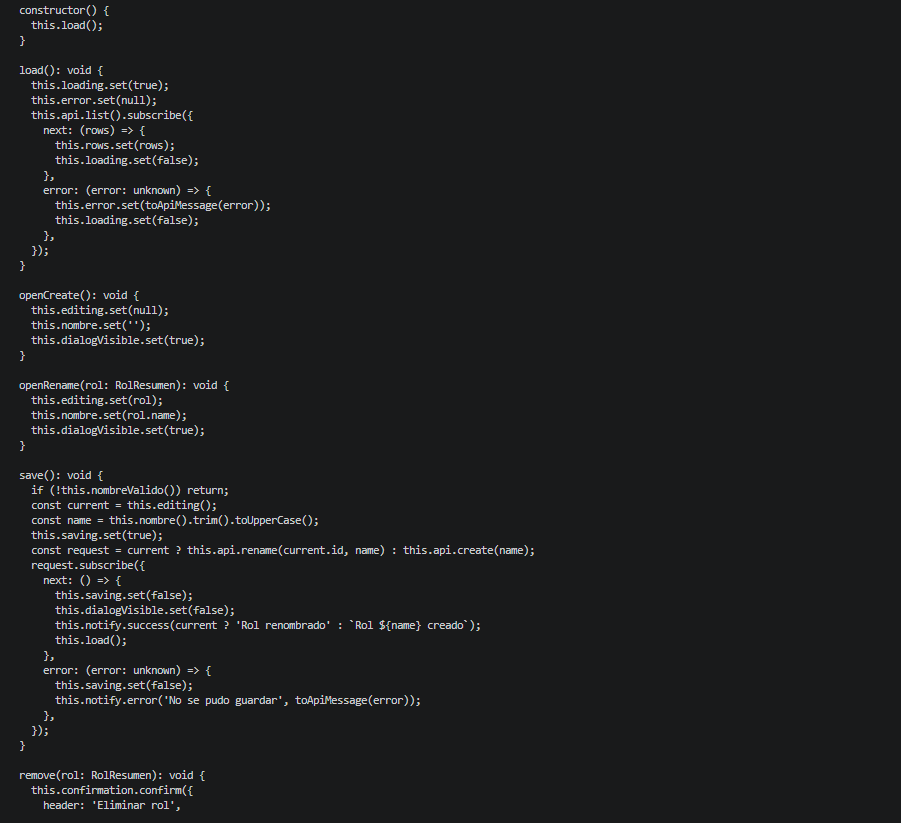 constructor() {
  this.load();
}

load(): void {
  this.loading.set(true);
  this.error.set(null);
  this.api.list().subscribe({
    next: (rows) => {
      this.rows.set(rows);
      this.loading.set(false);
    },
    error: (error: unknown) => {
      this.error.set(toApiMessage(error));
      this.loading.set(false);
    },
  });
}

openCreate(): void {
  this.editing.set(null);
  this.nombre.set('');
  this.dialogVisible.set(true);
}

openRename(rol: RolResumen): void {
  this.editing.set(rol);
  this.nombre.set(rol.name);
  this.dialogVisible.set(true);
}

save(): void {
  if (!this.nombreValido()) return;
  const current = this.editing();
  const name = this.nombre().trim().toUpperCase();
  this.saving.set(true);
  const request = current ? this.api.rename(current.id, name) : this.api.create(name);
  request.subscribe({
    next: () => {
      this.saving.set(false);
      this.dialogVisible.set(false);
      this.notify.success(current ? 'Rol renombrado' : `Rol ${name} creado`);
      this.load();
    },
    error: (error: unknown) => {
      this.saving.set(false);
      this.notify.error('No se pudo guardar', toApiMessage(error));
    },
  });
}

remove(rol: RolResumen): void {
  this.confirmation.confirm({
    header: 'Eliminar rol',